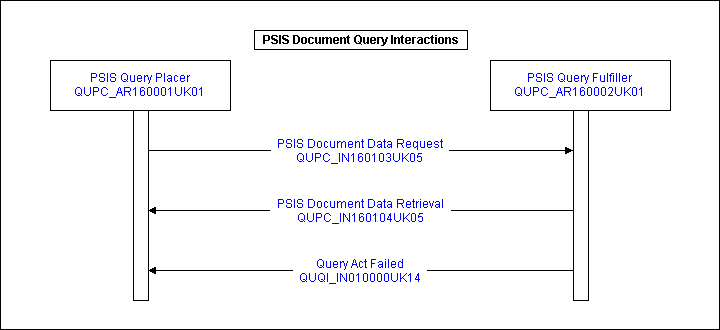 PSIS Document Query Interactions
PSIS Query Placer
QUPC_AR160001UK01
PSIS Query Fulfiller
QUPC_AR160002UK01
PSIS Document Data Request
QUPC_IN160103UK05
PSIS Document Data Retrieval
QUPC_IN160104UK05
Query Act Failed
QUQI_IN010000UK14